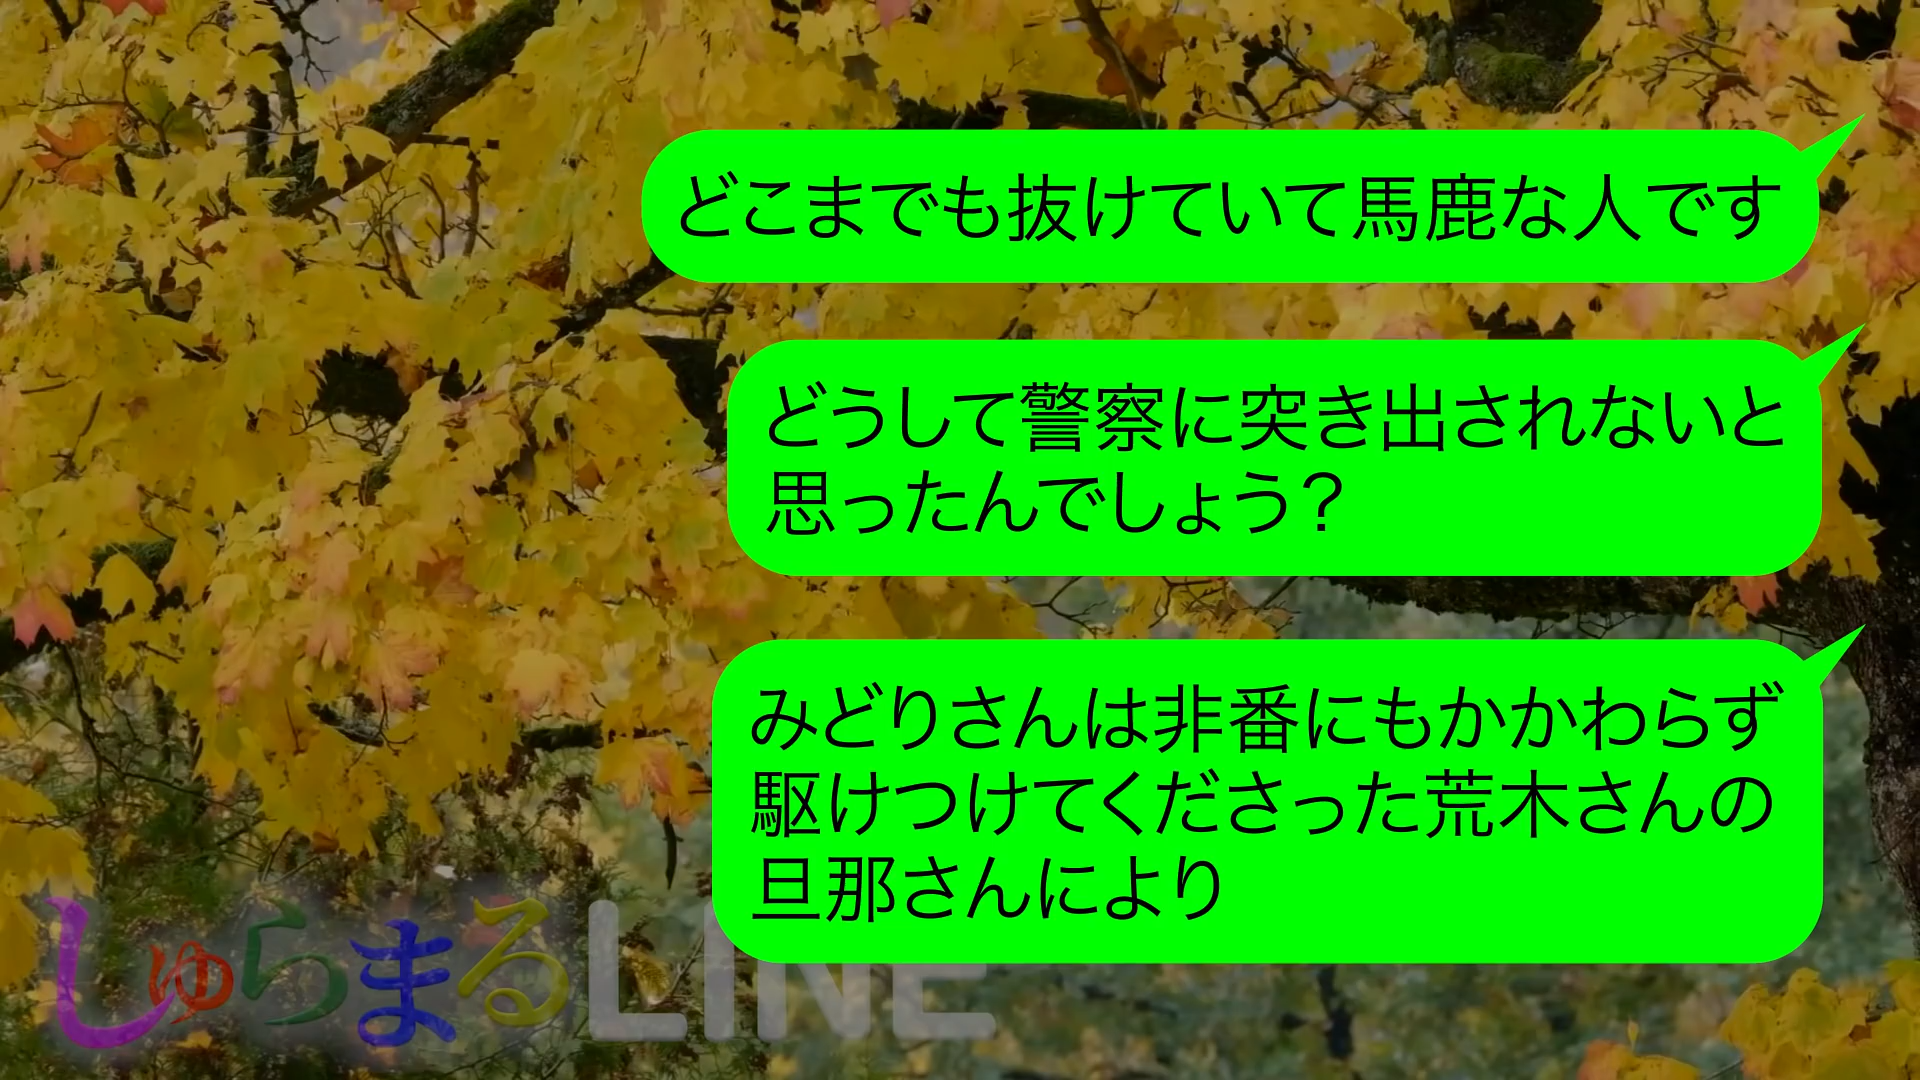 どこまでも抜けていて馬鹿な人です
どうして警察に突き出されないと
思ったんでしょう？
みどりさんは非番にもかかわらず
駆けつけてくださった荒木さんの
旦那さんにより
しゅらまるLINE